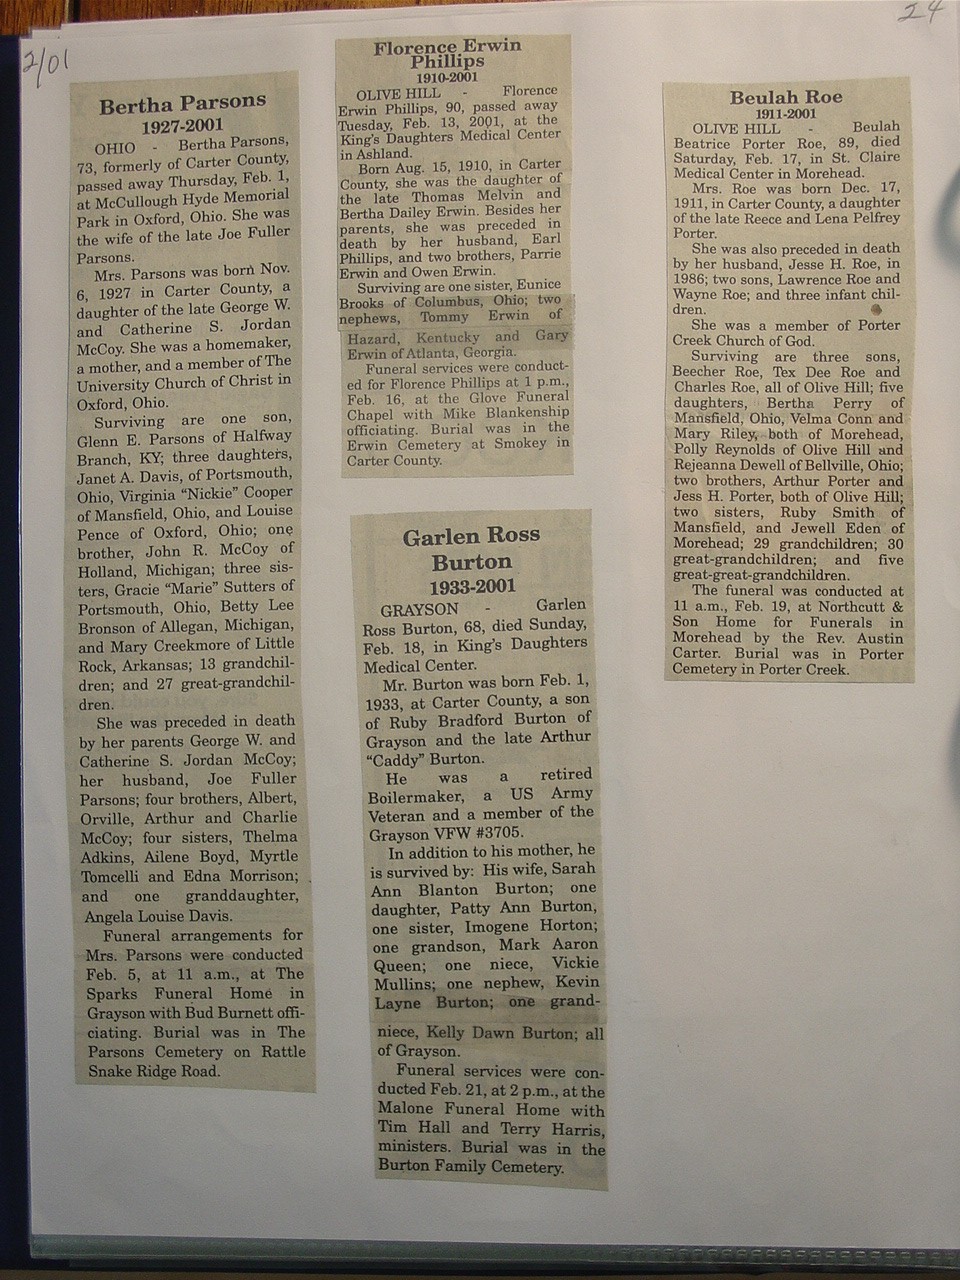 2/01
24
Bertha Parsons
1927-2001
OHIO - Bertha Parsons,
73, formerly of Carter County,
passed away Thursday, Feb. 1,
at McCullough Hyde Memorial
Park in Oxford, Ohio. She was
the wife of the late Joe Fuller
Parsons.
Mrs. Parsons was born Nov.
6, 1927 in Carter County, a
daughter of the late George W.
and Catherine S. Jordan
McCoy. She was a homemaker,
a mother, and a member of The
University Church of Christ in
Oxford, Ohio.
Surviving are one son,
Glenn E. Parsons of Halfway
Branch, KY; three daughters,
Janet A. Davis, of Portsmouth,
Ohio, Virginia “Nickie” Cooper
of Mansfield, Ohio, and Louise
Pence of Oxford, Ohio; one
brother, John R. McCoy of
Holland, Michigan; three sis-
ters, Gracie “Marie” Sutters of
Portsmouth, Ohio, Betty Lee
Bronson of Allegan, Michigan,
and Mary Creekmore of Little
Rock, Arkansas; 13 grandchil-
dren; and 27 great-grandchil-
dren.
She was preceded in death
by her parents George W. and
Catherine S. Jordan McCoy;
her husband, Joe Fuller
Parsons; four brothers, Albert,
Orville, Arthur and Charlie
McCoy; four sisters, Thelma
Adkins, Ailene Boyd, Myrtle
Tomcelli and Edna Morrison;
and one granddaughter,
Angela Louise Davis.
Funeral arrangements for
Mrs. Parsons were conducted
Feb. 5, at 11 a.m., at The
Sparks Funeral Home in
Grayson with Bud Burnett offi-
ciating. Burial was in The
Parsons Cemetery on Rattle
Snake Ridge Road.
Florence Erwin
Phillips
1910-2001
OLIVE HILL - Florence
Erwin Phillips, 90, passed away
Tuesday, Feb. 13, 2001, at the
King's Daughters Medical Center
in Ashland.
Born Aug. 15, 1910, in Carter
County, she was the daughter of
the late Thomas Melvin and
Bertha Dailey Erwin. Besides her
parents, she was preceded in
death by her husband, Earl
Phillips, and two brothers, Parrie
Erwin and Owen Erwin.
Surviving are one sister, Eunice
Brooks of Columbus, Ohio; two
nephews, Tommy Erwin of
Hazard, Kentucky and Gary
Erwin of Atlanta, Georgia.
Funeral services were conduct-
ed for Florence Phillips at 1 p.m.,
Feb. 16, at the Glove Funeral
Chapel with Mike Blankenship
officiating. Burial was in the
Erwin Cemetery at Smokey in
Carter County.
Garlen Ross
Burton
1933-2001
GRAYSON - Garlen
Ross Burton, 68, died Sunday,
Feb. 18, in King's Daughters
Medical Center.
Mr. Burton was born Feb. 1,
1933, at Carter County, a son
of Ruby Bradford Burton of
Grayson and the late Arthur
“Caddy” Burton.
He was a retired
Boilermaker, a US Army
Veteran and a member of the
Grayson VFW #3705.
In addition to his mother, he
is survived by: His wife, Sarah
Ann Blanton Burton; one
daughter, Patty Ann Burton,
one sister, Imogene Horton;
one grandson, Mark Aaron
Queen; one niece, Vickie
Mullins; one nephew, Kevin
Layne Burton; one grand-
niece, Kelly Dawn Burton; all
of Grayson.
Funeral services were con-
ducted Feb. 21, at 2 p.m., at the
Malone Funeral Home with
Tim Hall and Terry Harris,
ministers. Burial was in the
Burton Family Cemetery.
Beulah Roe
1911-2001
OLIVE HILL - Beulah
Beatrice Porter Roe, 89, died
Saturday, Feb. 17, in St. Claire
Medical Center in Morehead.
Mrs. Roe was born Dec. 17,
1911, in Carter County, a daughter
of the late Reece and Lena Pelfrey
Porter.
She was also preceded in death
by her husband, Jesse H. Roe, in
1986; two sons, Lawrence Roe and
Wayne Roe; and three infant chil-
dren.
She was a member of Porter
Creek Church of God.
Surviving are three sons,
Beecher Roe, Tex Dee Roe and
Charles Roe, all of Olive Hill; five
daughters, Bertha Perry of
Mansfield, Ohio, Velma Conn and
Mary Riley, both of Morehead,
Polly Reynolds of Olive Hill and
Rejeanna Dewell of Bellville, Ohio;
two brothers, Arthur Porter and
Jess H. Porter, both of Olive Hill;
two sisters, Ruby Smith of
Mansfield, and Jewell Eden of
Morehead; 29 grandchildren; 30
great-grandchildren; and five
great-great-grandchildren.
The funeral was conducted at
11 a.m., Feb. 19, at Northcutt &
Son Home for Funerals in
Morehead by the Rev. Austin
Carter. Burial was in Porter
Cemetery in Porter Creek.